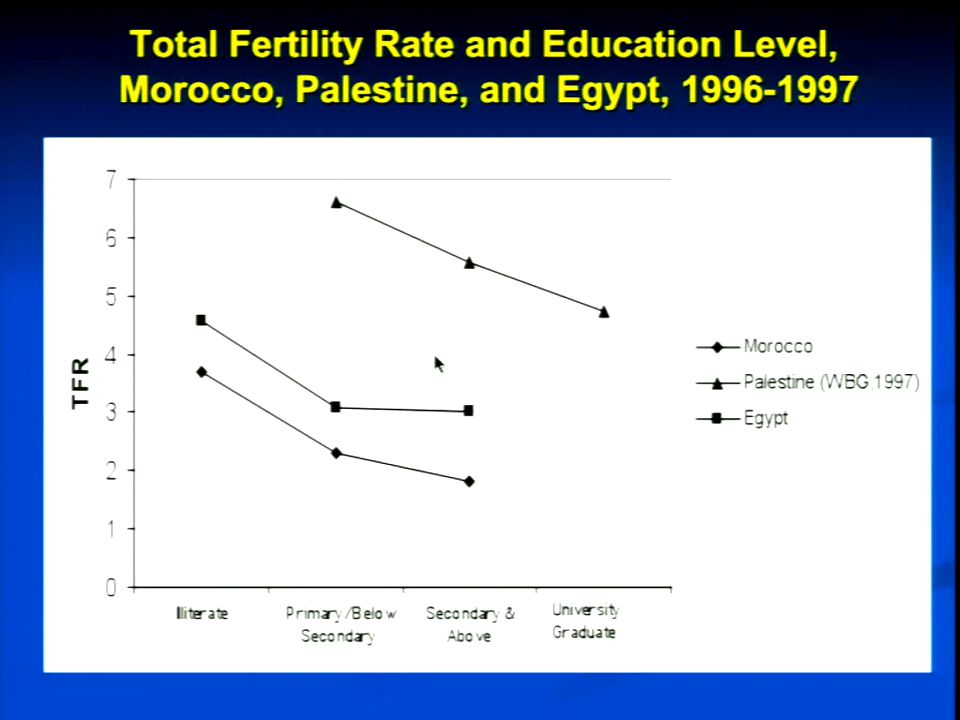 Total Fertility Rate and Education Level,
Morocco, Palestine, and Egypt, 1996-1997
7
6
5
4
3
2
1
0
TFR
Illiterate
Primary/Below
Secondary
Secondary &
Above
University
Graduate
Morocco
Palestine (WBG,1997)
Egypt